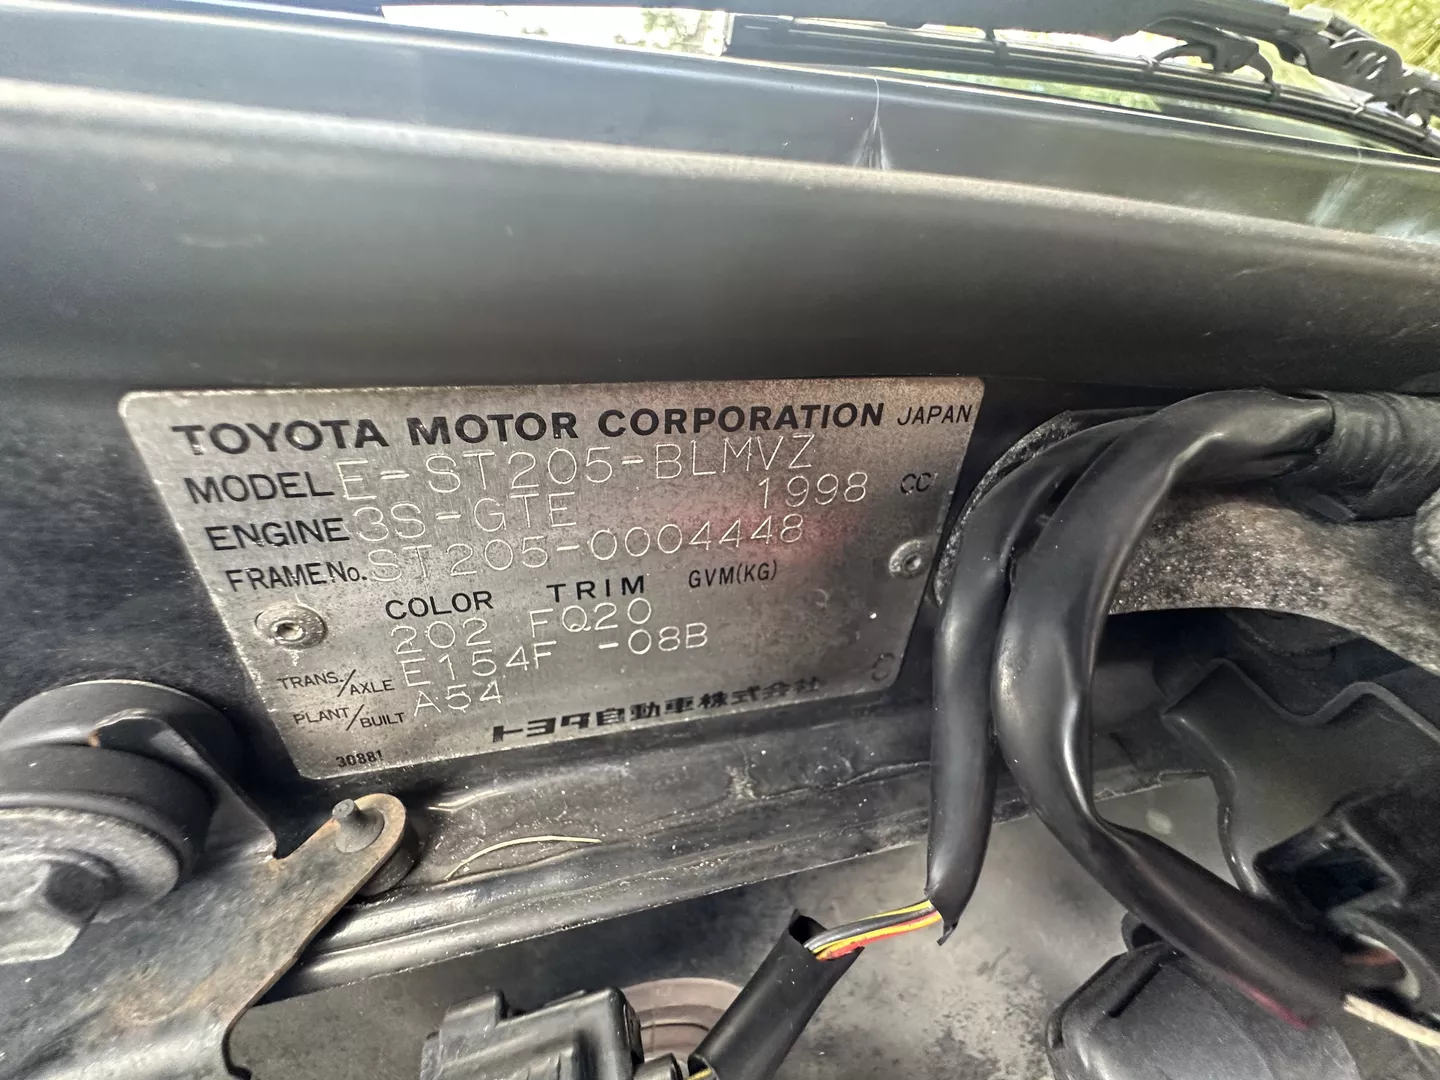 TOYOTA MOTOR CORPORATION JAPAN
MODEL E-ST205-BLMVZ
ENGINE 3S-GTE 1998 CC
FRAME No. ST205-0004448
COLOR TRIM GVM(KG)
202 FQ20
TRANS./AXLE E154F -08B
PLANT/BUILT A54
トヨタ自動車株式会社
30881